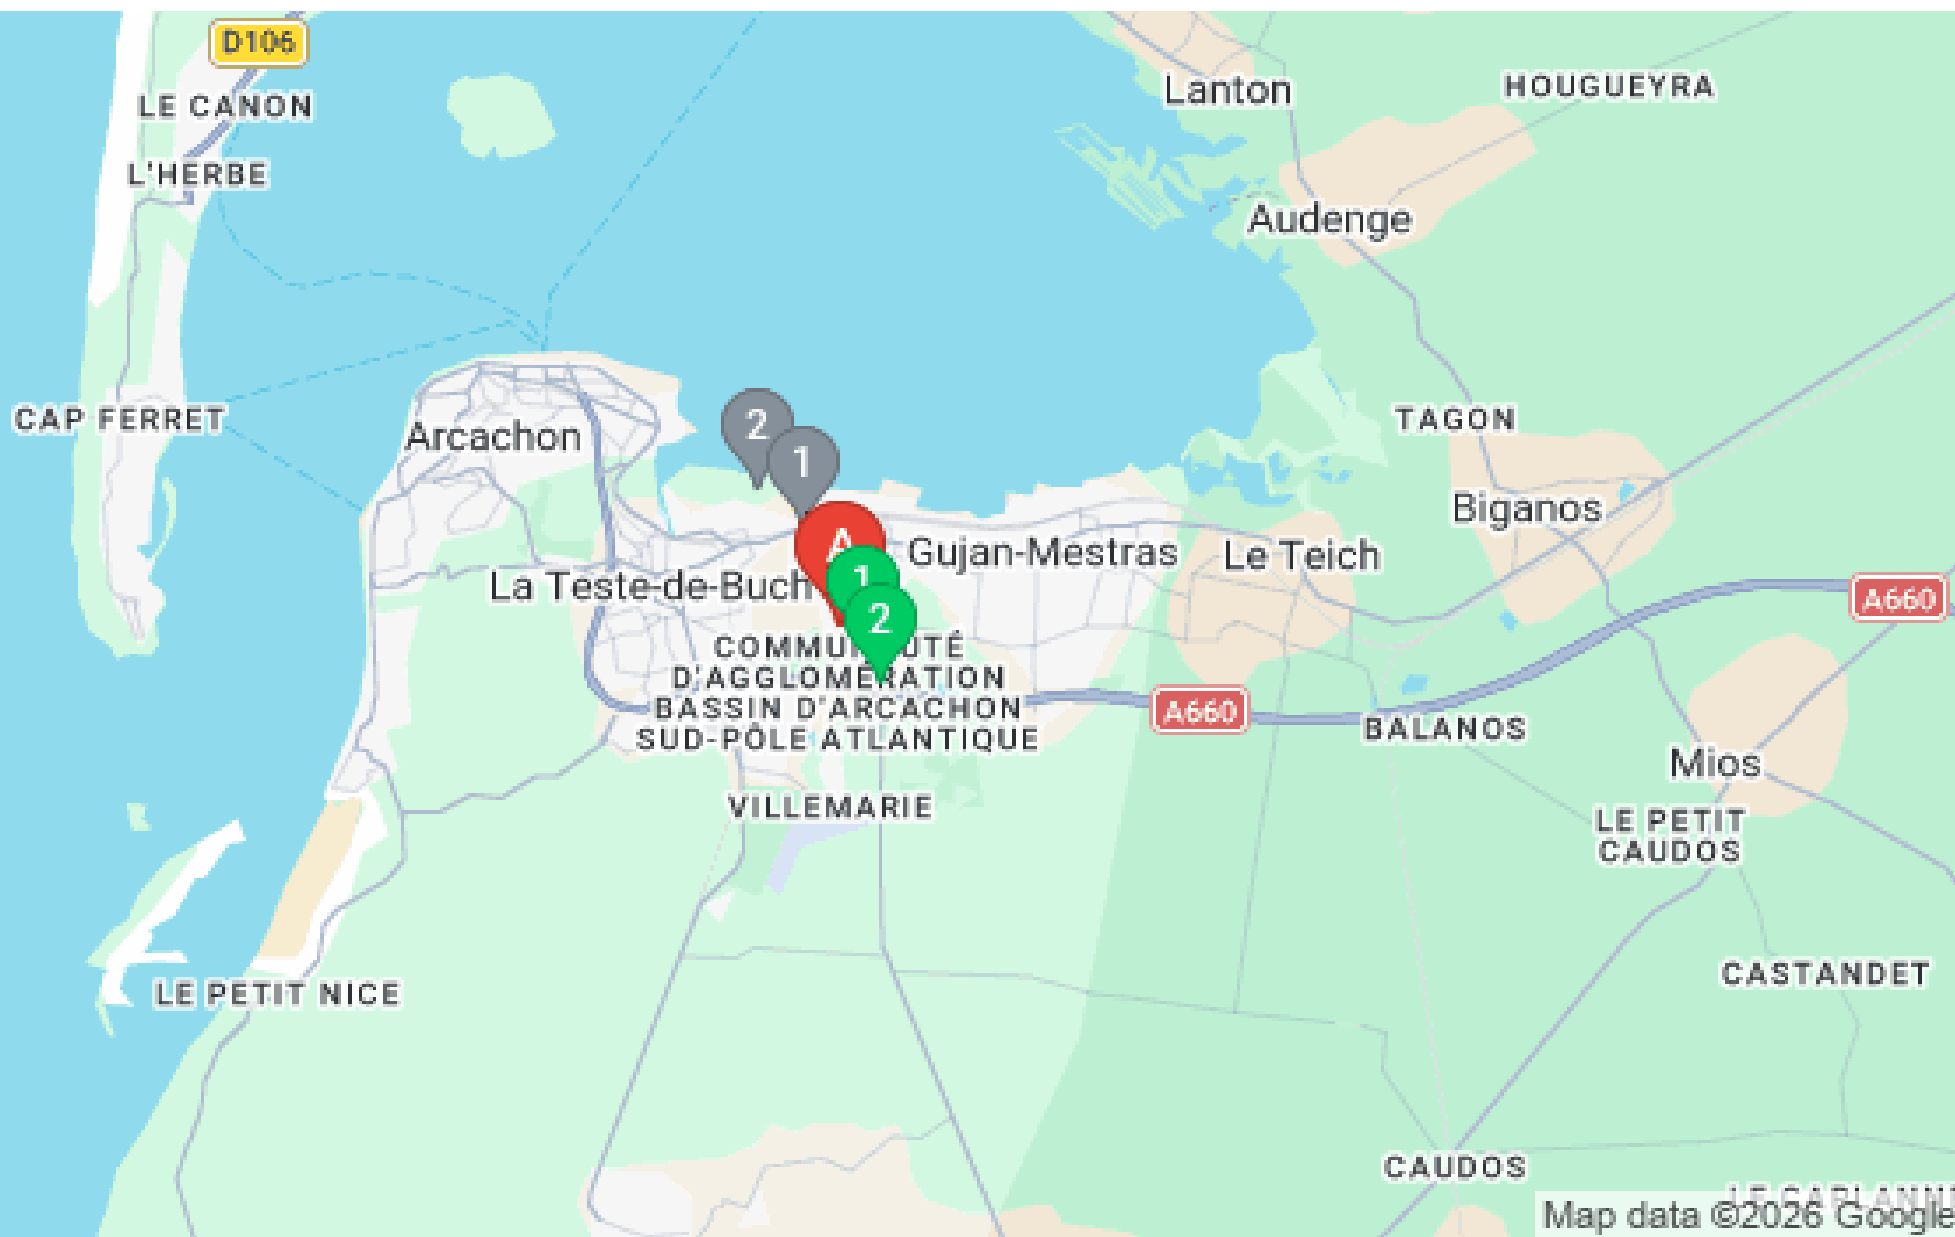 D106
LE CANON
L'HERBE
Lanton
HOUGUEYRA
Audenge
CAP FERRET
Arcachon
2
1
A
TAGON
Biganos
1
Gujan-Mestras
Le Teich
La Teste-de-Buch
2
A660
COMMUNAUTÉ
D'AGGLOMÉRATION
BASSIN D'ARCACHON
SUD-PÔLE ATLANTIQUE
A660
BALANOS
Mios
VILLEMARIE
LE PETIT
CAUDOS
LE PETIT NICE
CASTANDET
CAUDOS
Map data ©2026 Google